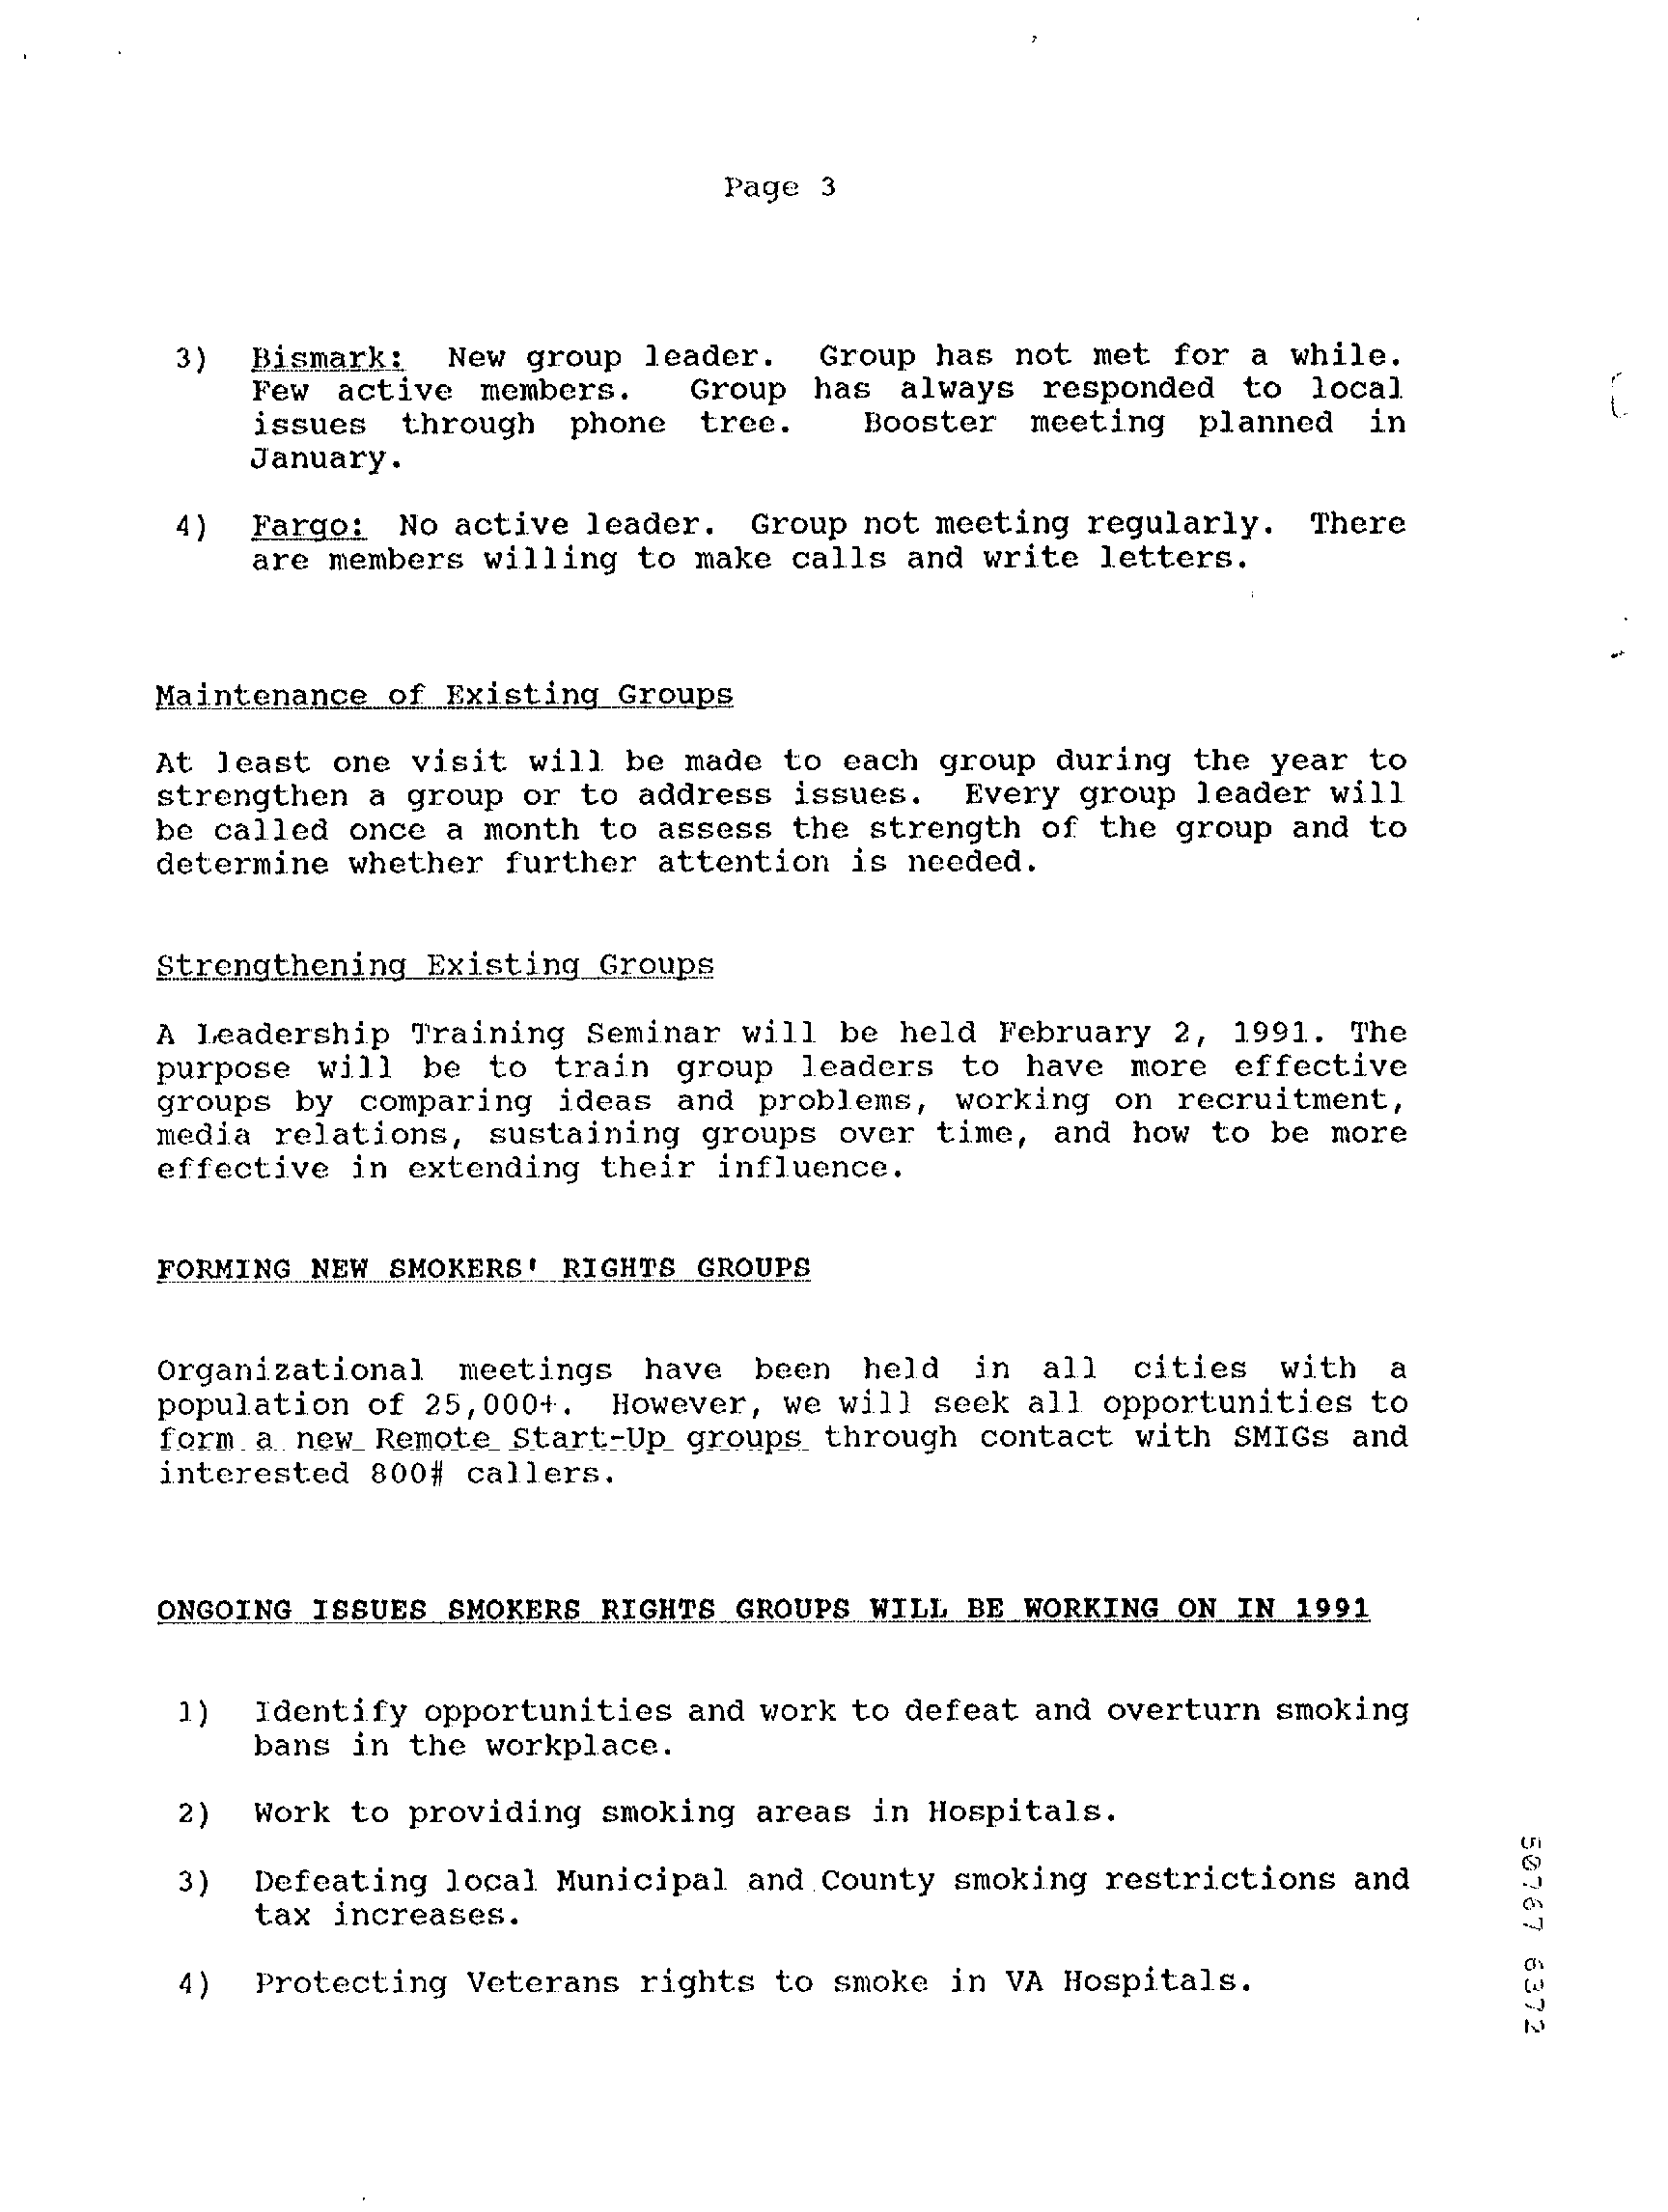 Page 3
3) Bismark: New group leader. Group has not met for a while.
Few active members. Group has always responded to local
issues through phone tree. Booster meeting planned in
January.
4) Fargo: No active leader. Group not meeting regularly. There
are members willing to make calls and write letters.
Maintenance of Existing Groups
At least one visit will be made to each group during the year to
strengthen a group or to address issues. Every group leader will
be called once a month to assess the strength of the group and to
determine whether further attention is needed.
Strengthening Existing Groups
A Leadership Training Seminar will be held February 2, 1991. The
purpose will be to train group leaders to have more effective
groups by comparing ideas and problems, working on recruitment,
media relations, sustaining groups over time, and how to be more
effective in extending their influence.
FORMING NEW SMOKERS' RIGHTS GROUPS
Organizational meetings have been held in all cities with a
population of 25,000+. However, we will seek all opportunities to
form a new Remote Start-Up groups through contact with SMIGs and
interested 800# callers.
ONGOING ISSUES SMOKERS RIGHTS GROUPS WILL BE WORKING ON IN 1991
1) Identify opportunities and work to defeat and overturn smoking
bans in the workplace.
2) Work to providing smoking areas in Hospitals.
3) Defeating local Municipal and County smoking restrictions and
tax increases.
4) Protecting Veterans rights to smoke in VA Hospitals.
50767 6372